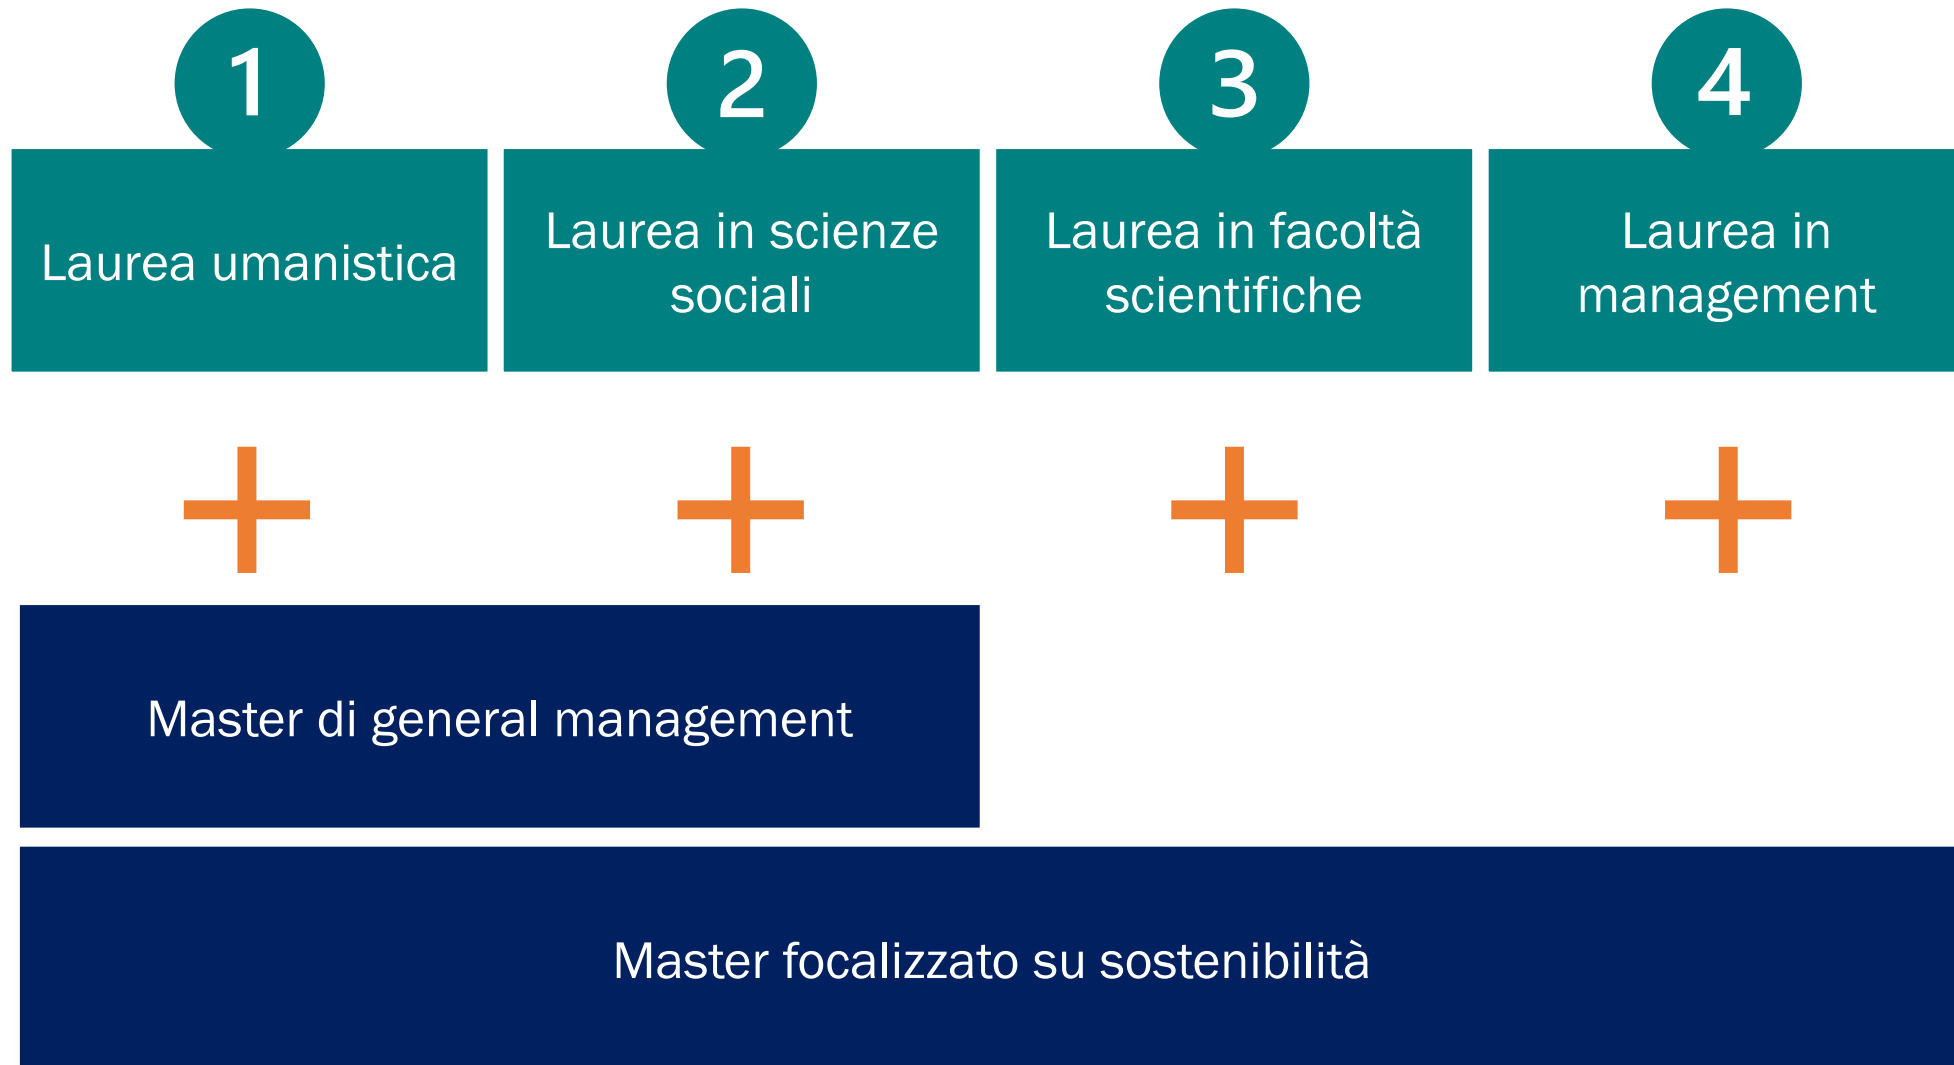 1
2
3
4
Laurea umanistica
Laurea in scienze
sociali
Laurea in facoltà
scientifiche
Laurea in
management
Master di general management
Master focalizzato su sostenibilità